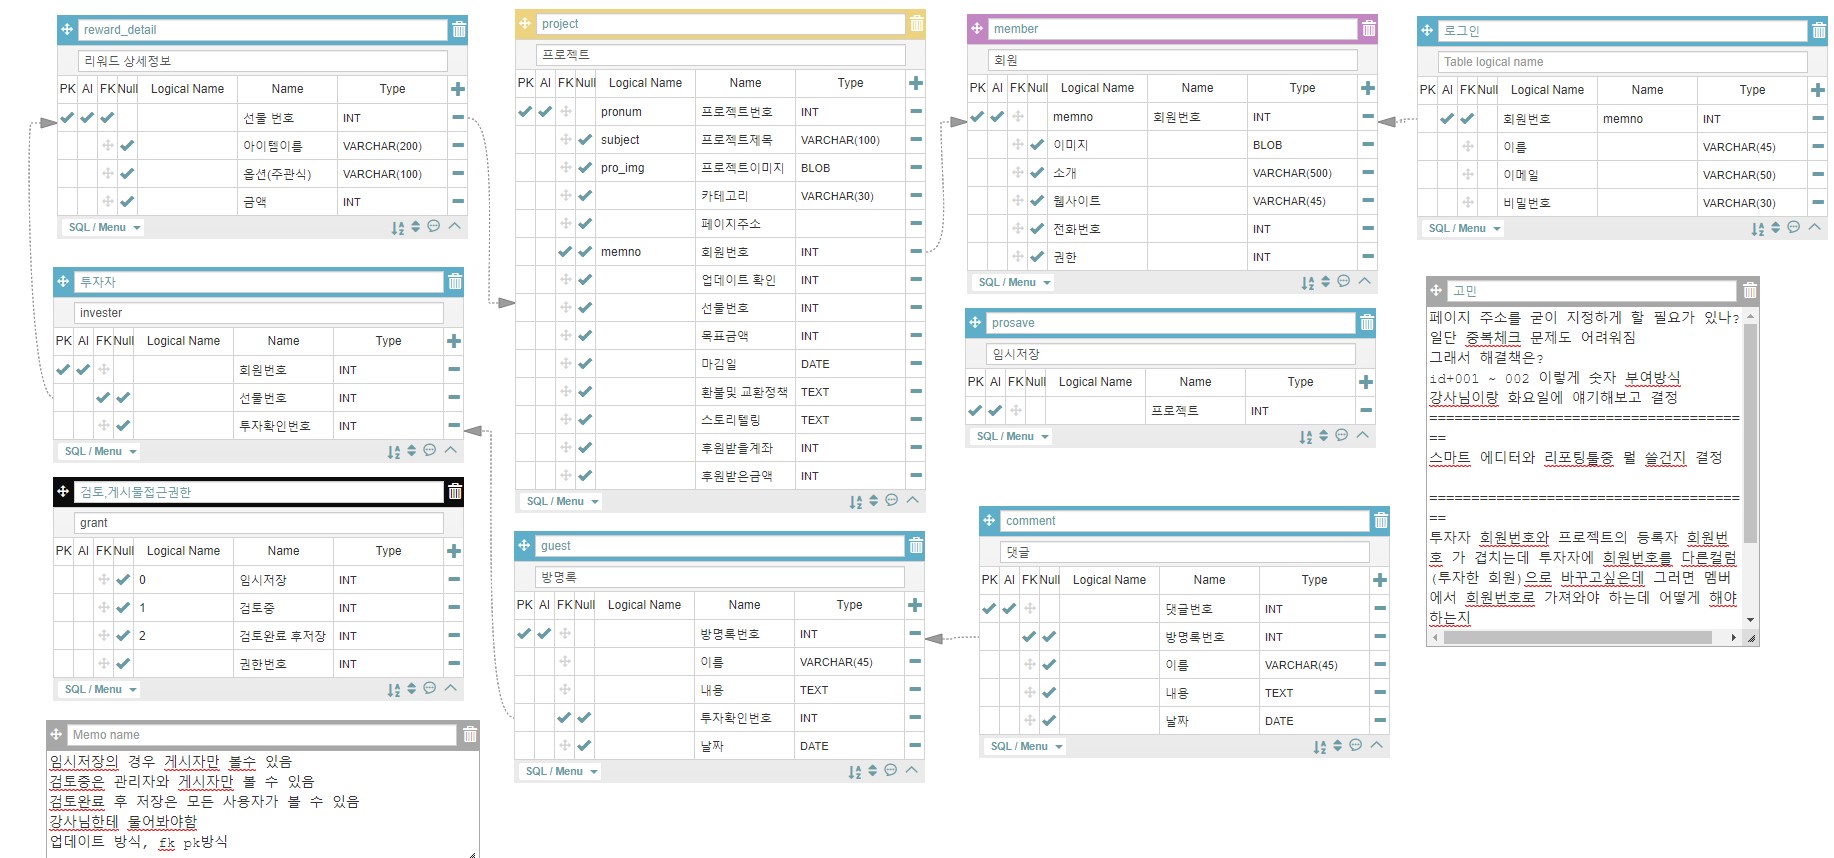 reward_detail
리워드 상세정보
PK AI FK Null Logical Name Name Type
선물 번호 INT
아이템이름 VARCHAR(200)
옵션(주관식) VARCHAR(100)
금액 INT
SQL / Menu
투자자
invester
PK AI FK Null Logical Name Name Type
회원번호 INT
선물번호 INT
투자확인번호 INT
SQL / Menu
검토,게시물접근권한
grant
PK AI FK Null Logical Name Name Type
0 임시저장 INT
1 검토중 INT
2 검토완료 후저장 INT
권한번호 INT
SQL / Menu
Memo name
임시저장의 경우 게시자만 볼수 있음
검토중은 관리자와 게시자만 볼 수 있음
검토완료 후 저장은 모든 사용자가 볼 수 있음
강사님한테 물어봐야함
업데이트 방식, fk pk방식
project
프로젝트
PK AI FK Null Logical Name Name Type
pronum 프로젝트번호 INT
subject 프로젝트제목 VARCHAR(100)
pro_img 프로젝트이미지 BLOB
카테고리 VARCHAR(30)
페이지주소
memno 회원번호 INT
업데이트 확인 INT
선물번호 INT
목표금액 INT
마김일 DATE
환불및 교환정책 TEXT
스토리텔링 TEXT
후원받을계좌 INT
후원받은금액 INT
SQL / Menu
guest
방명록
PK AI FK Null Logical Name Name Type
방명록번호 INT
이름 VARCHAR(45)
내용 TEXT
투자확인번호 INT
날짜 DATE
SQL / Menu
member
회원
PK AI FK Null Logical Name Name Type
memno 회원번호 INT
이미지 BLOB
소개 VARCHAR(500)
웹사이트 VARCHAR(45)
전화번호 INT
권한 INT
SQL / Menu
prosave
임시저장
PK AI FK Null Logical Name Name Type
프로젝트 INT
SQL / Menu
comment
댓글
PK AI FK Null Logical Name Name Type
댓글번호 INT
방명록번호 INT
이름 VARCHAR(45)
내용 TEXT
날짜 DATE
SQL / Menu
로그인
Table logical name
PK AI FK Null Logical Name Name Type
회원번호 memno INT
이름 VARCHAR(45)
이메일 VARCHAR(50)
비밀번호 VARCHAR(30)
SQL / Menu
고민
페이지 주소를 굳이 지정하게 할 필요가 있나?
일단 중복체크 문제도 어려워짐
그래서 해결책은?
id+001 ~ 002 이렇게 숫자 부여방식
강사님이랑 화요일에 얘기해보고 결정
=====================================
==
스마트 에디터와 리포팅툴중 뭘 쓸건지 결정
=====================================
==
투자자 회원번호와 프로젝트의 등록자 회원번
호 가 겹치는데 투자자에 회원번호를 다른컬럼
(투자한 회원)으로 바꾸고싶은데 그러면 멤버
에서 회원번호로 가져와야 하는데 어떻게 해야
하는지